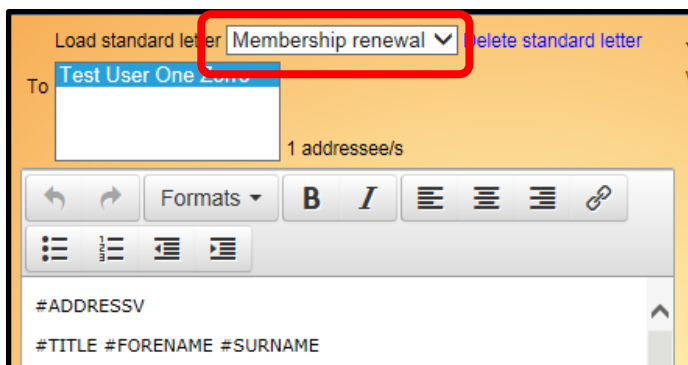 Load standard letter Membership renewal Delete standard letter
To Test User One Zorro
1 addressee/s
Formats B I
#ADDRESSV
#TITLE #FORENAME #SURNAME